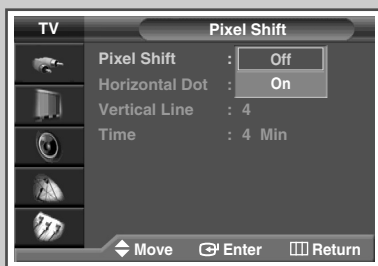 TV Pixel Shift
Pixel Shift : Off
Horizontal Dot : On
Vertical Line : 4
Time : 4 Min
Move Enter Return